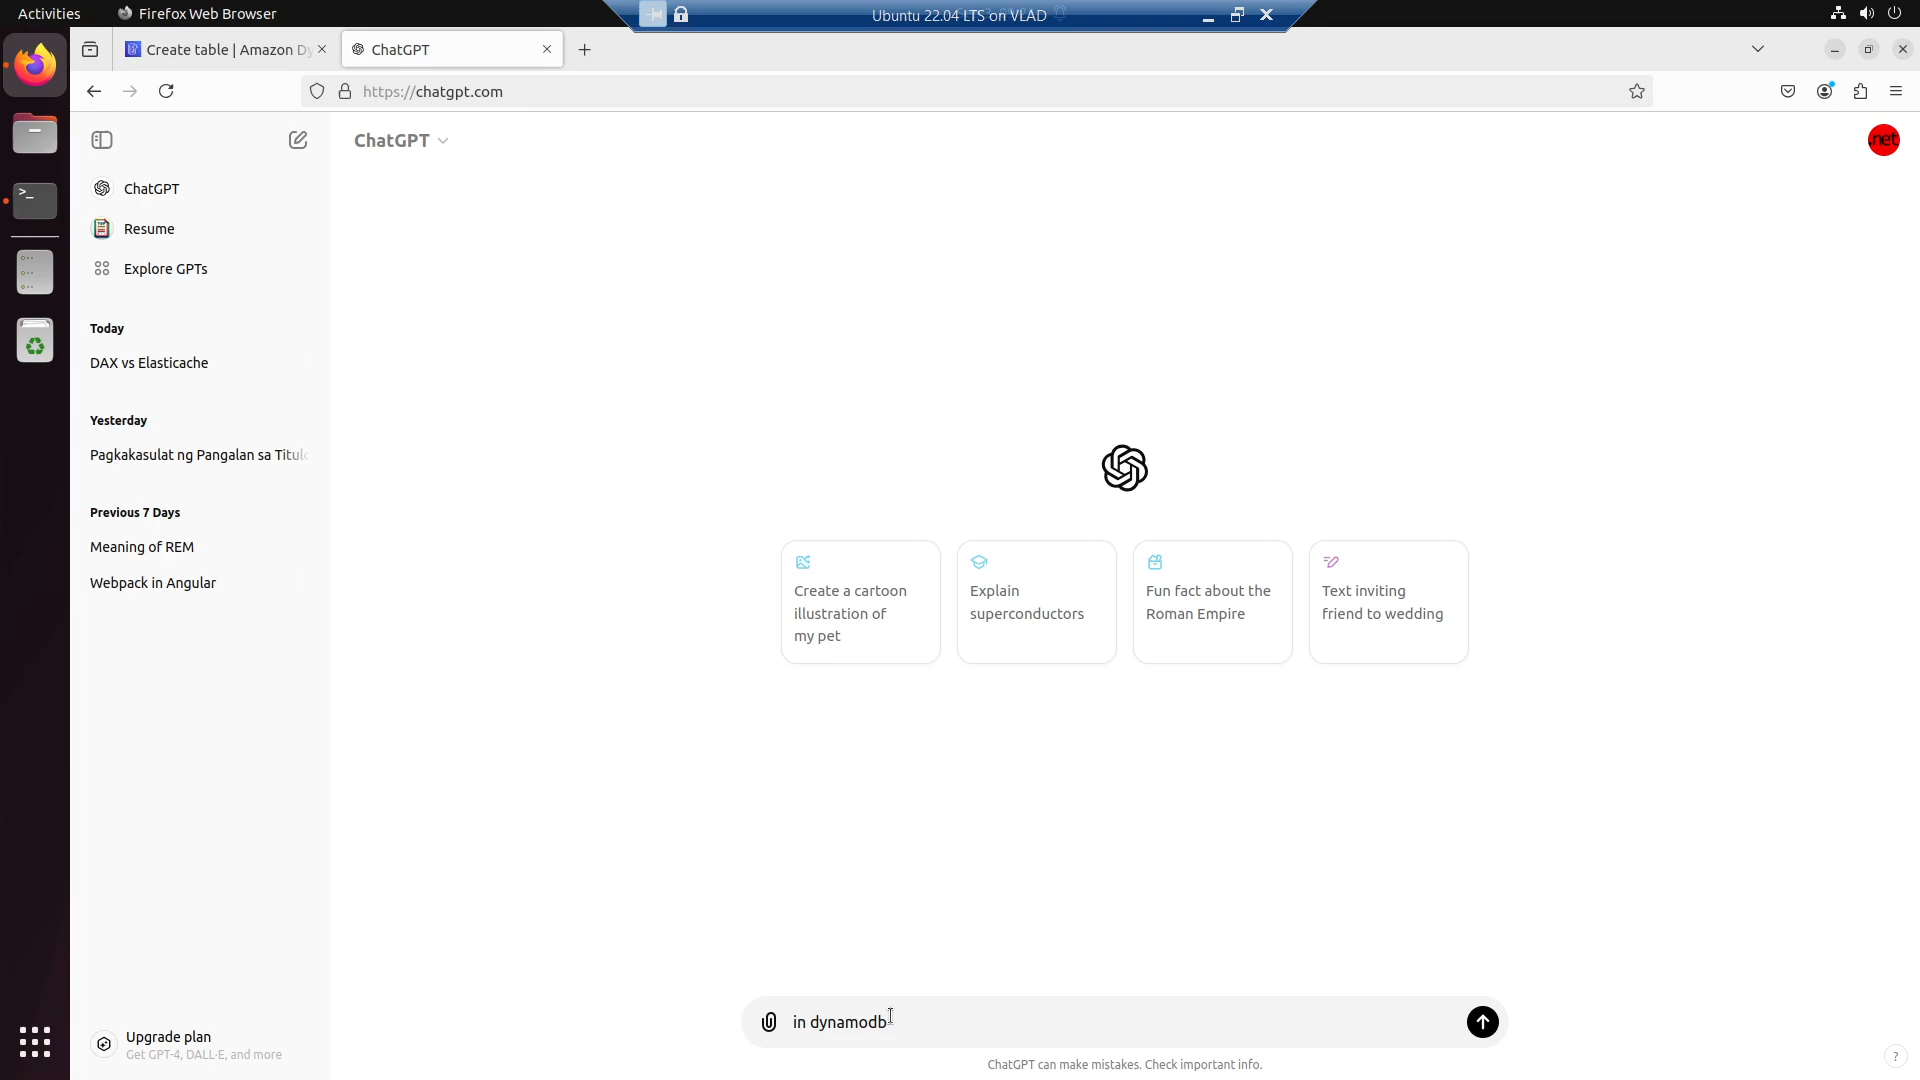 Activities
Firefox Web Browser
Ubuntu 22.04 LTS on VLAD
Create table | Amazon Dy
ChatGPT
https://chatgpt.com
ChatGPT
.net
ChatGPT
Resume
Explore GPTs
Today
DAX vs Elasticache
Yesterday
Pagkakasulat ng Pangalan sa Titulo
Previous 7 Days
Meaning of REM
Webpack in Angular
Create a cartoon
illustration of
my pet
Explain
superconductors
Fun fact about the
Roman Empire
Text inviting
friend to wedding
Upgrade plan
Get GPT-4, DALL·E, and more
in dynamodb
ChatGPT can make mistakes. Check important info.
?